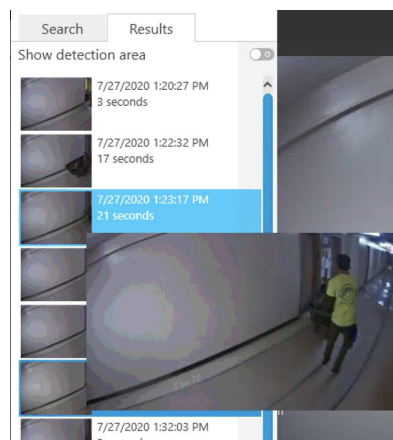 Search
Results
Show detection area
7/27/2020 1:20:27 PM
3 seconds
7/27/2020 1:22:32 PM
17 seconds
7/27/2020 1:23:17 PM
21 seconds
7/27/2020 1:32:03 PM